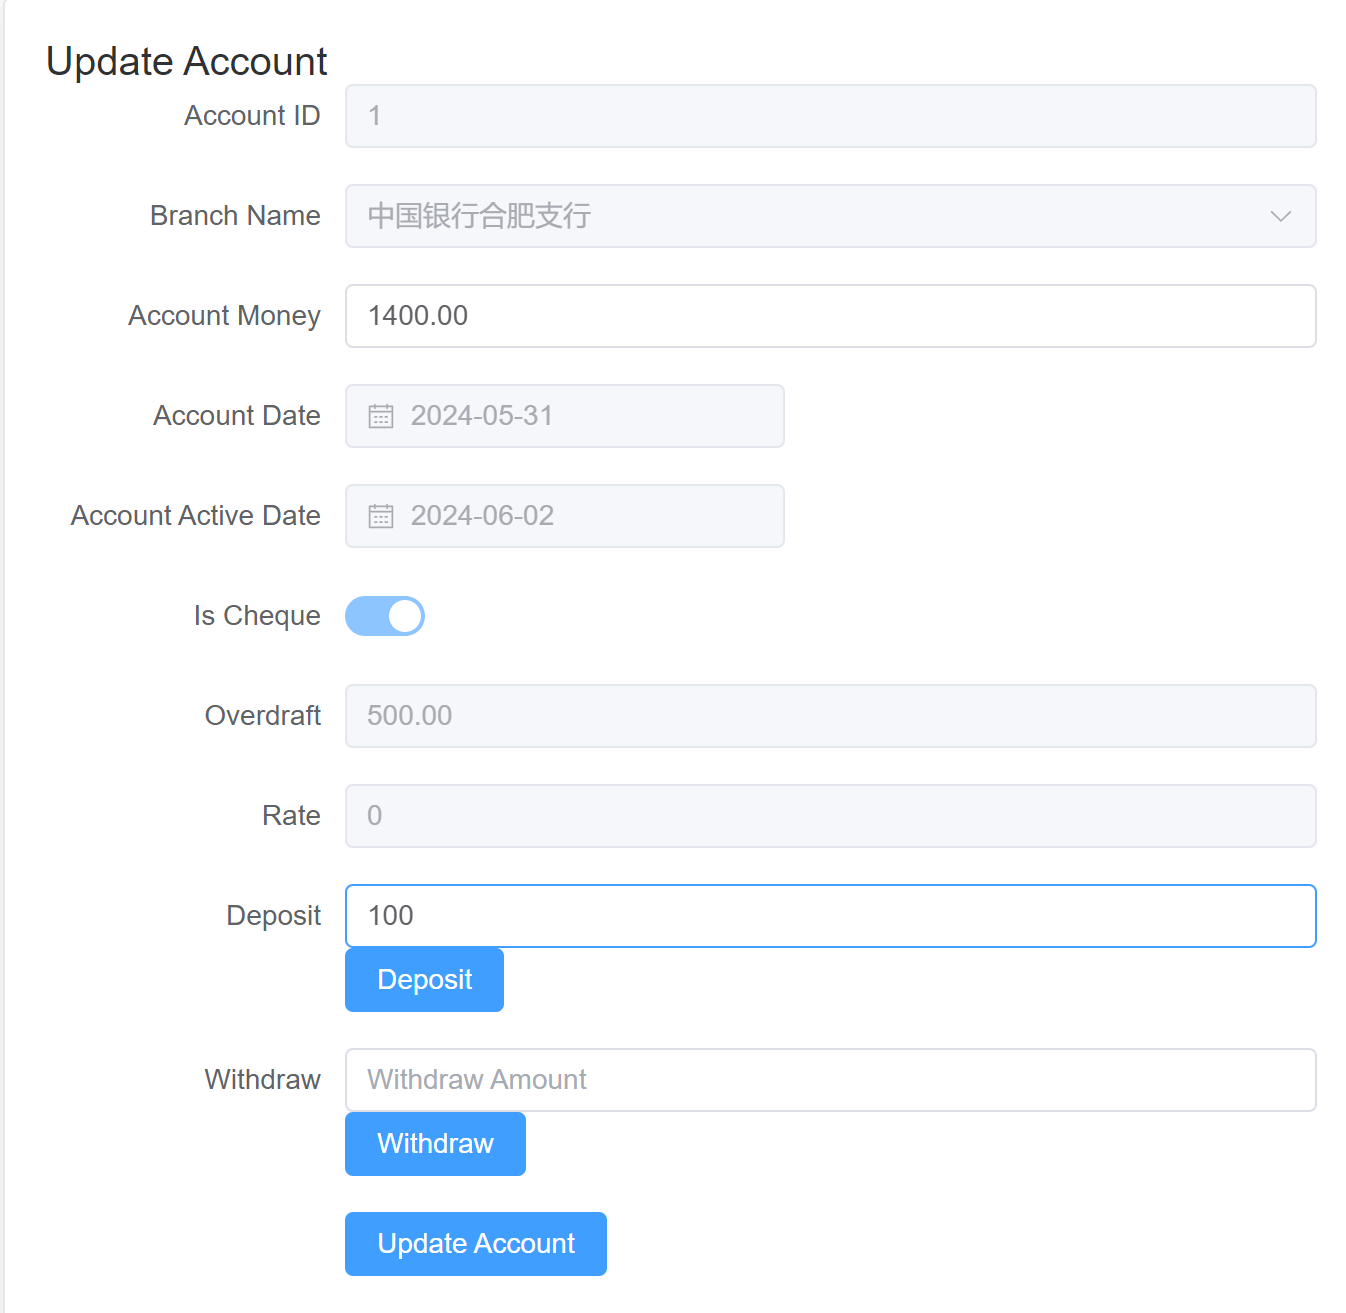 Update Account
Account ID 1
Branch Name 中国银行合肥支行
Account Money 1400.00
Account Date 2024-05-31
Account Active Date 2024-06-02
Is Cheque
Overdraft 500.00
Rate 0
Deposit 100
Deposit
Withdraw Withdraw Amount
Withdraw
Update Account